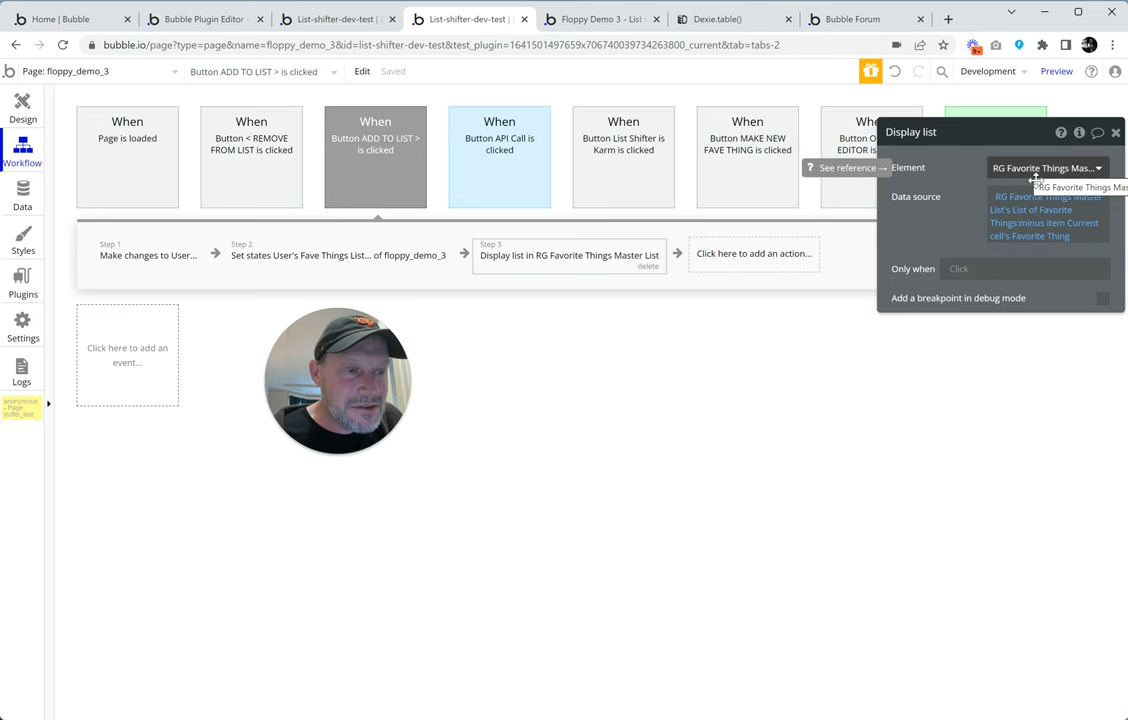 Home | Bubble
Bubble Plugin Editor -
List-shifter-dev-test |
List-shifter-dev-test |
Floppy Demo 3 - List
Dexie.table()
Bubble Forum
bubble.io/page?type=page&name=floppy_demo_3&id=list-shifter-dev-test&test_plugin=1641501497659x706740039734263800_current&tab=tabs-2
9+
Page: floppy_demo_3
Button ADD TO LIST > is clicked
Edit
Saved
Development
Preview
Design
Workflow
Data
Styles
Plugins
Settings
Logs
anonymous
- Page
duffel_test
When
Page is loaded
When
Button < REMOVE
FROM LIST is clicked
When
Button ADD TO LIST >
is clicked
When
Button API Call is
clicked
When
Button List Shifter is
Karm is clicked
When
Button MAKE NEW
FAVE THING is clicked
Whe
Button O
EDITOR is
See reference →
Step 1
Make changes to User...
Step 2
Set states User's Fave Things List... of floppy_demo_3
Step 3
Display list in RG Favorite Things Master List
delete
Click here to add an action...
Click here to add an
event...
Display list
Element
RG Favorite Things Mas...
RG Favorite Things Mas
Data source
RG Favorite Things Master
List's List of Favorite
Things:minus item Current
cell's Favorite Thing
Only when
Click
Add a breakpoint in debug mode